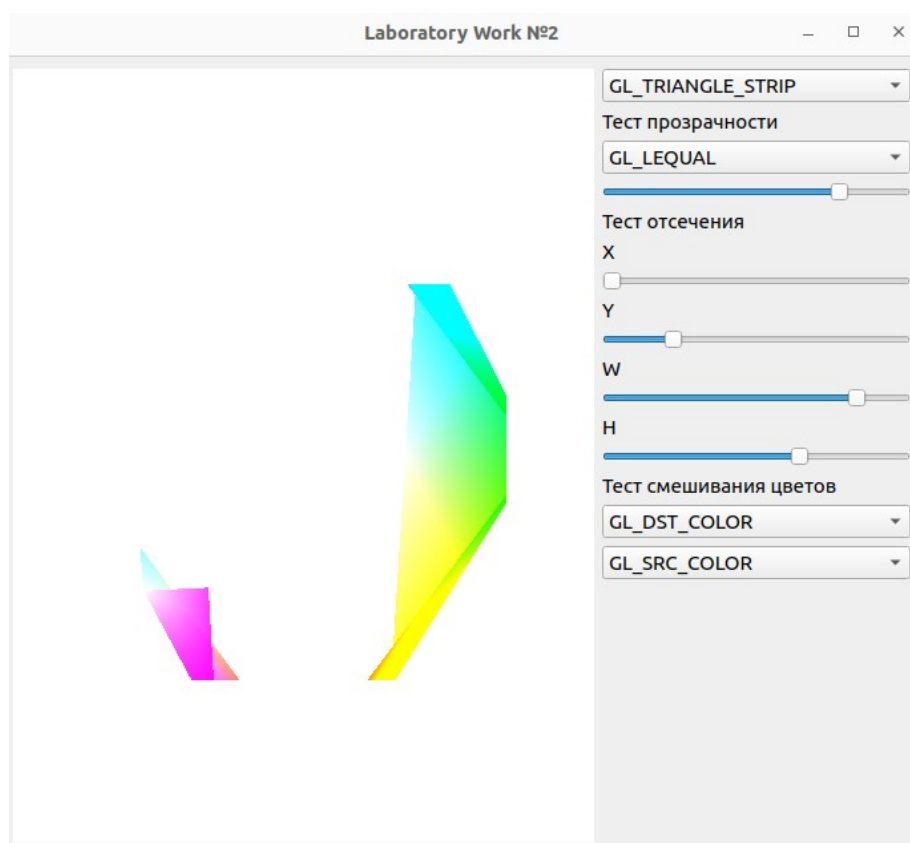 Laboratory Work №2
GL_TRIANGLE_STRIP
Тест прозрачности
GL_LEQUAL
Тест отсечения
X
Y
W
H
Тест смешивания цветов
GL_DST_COLOR
GL_SRC_COLOR